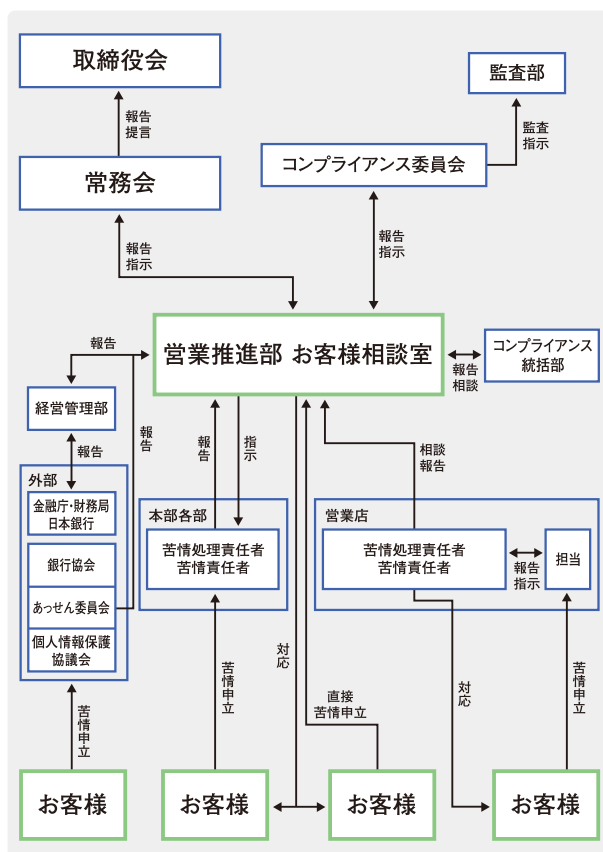 取締役会
監査部
報告
提言
監査
指示
常務会
コンプライアンス委員会
報告
指示
報告
指示
営業推進部 お客様相談室
コンプライアンス
統括部
報告
相談
報告
経営管理部
報告
報告
報告
指示
相談
報告
外部
金融庁・財務局
日本銀行
銀行協会
あっせん委員会
個人情報保護
協議会
本部各部
苦情処理責任者
苦情責任者
営業店
苦情処理責任者
苦情責任者
報告
指示
担当
苦情申立
苦情申立
対応
直接
苦情申立
対応
苦情申立
お客様
お客様
お客様
お客様